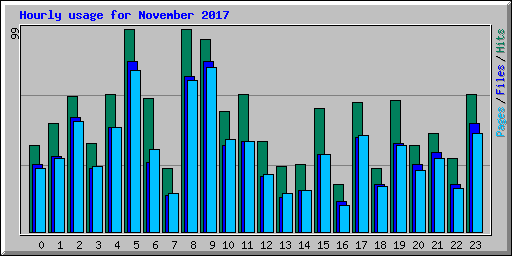 Hourly usage for November 2017
99
Pages / Files / Hits
0 1 2 3 4 5 6 7 8 9 10 11 12 13 14 15 16 17 18 19 20 21 22 23